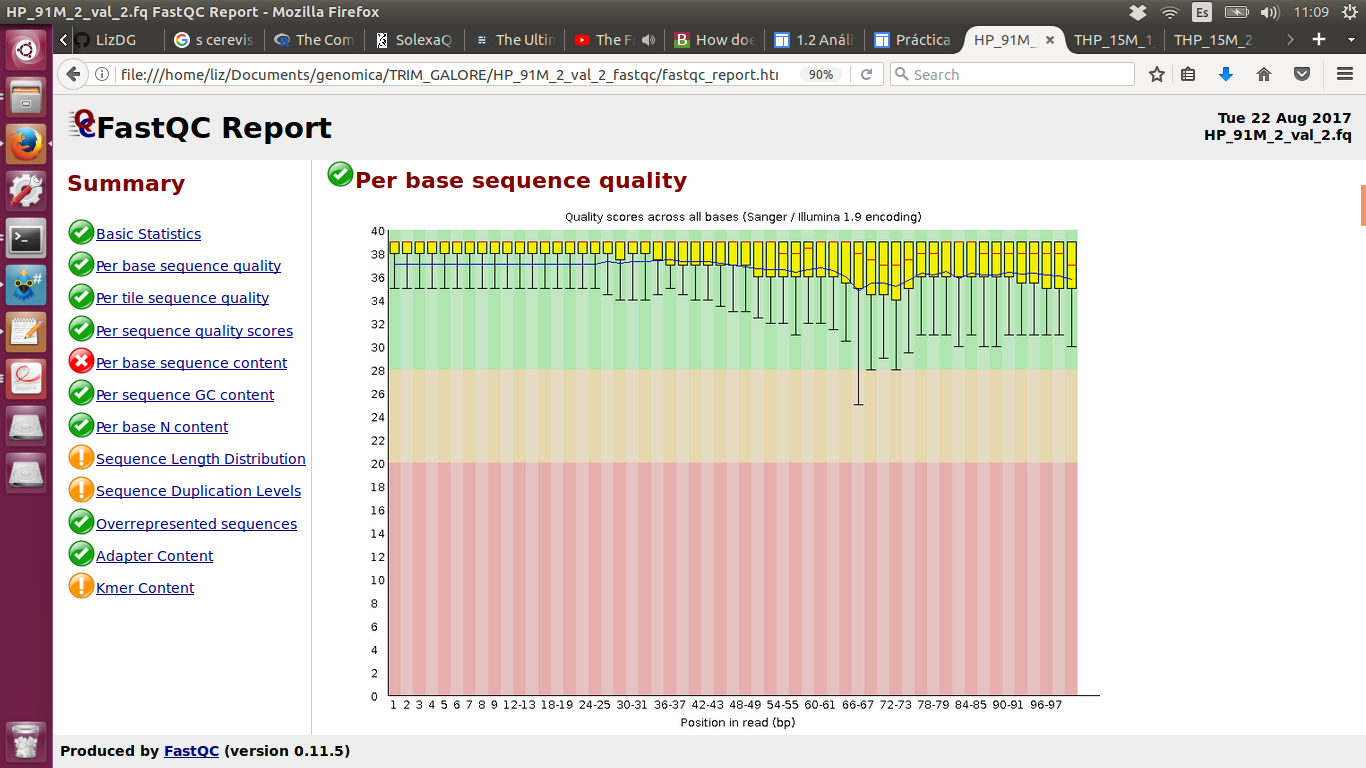 HP_91M_2_val_2.fq FastQC Report - Mozilla Firefox
Es
11:09
LizDG
s cerevis
The Com
SolexaQ
The Ultin
The F
How doe
1.2 Análi
Práctica
HP_91M_
THP_15M_1
THP_15M_2
file:///home/liz/Documents/genomica/TRIM_GALORE/HP_91M_2_val_2_fastqc/fastqc_report.htm
90%
Search
FastQC Report
Tue 22 Aug 2017
HP_91M_2_val_2.fq
Summary
Basic Statistics
Per base sequence quality
Per tile sequence quality
Per sequence quality scores
Per base sequence content
Per sequence GC content
Per base N content
Sequence Length Distribution
Sequence Duplication Levels
Overrepresented sequences
Adapter Content
Kmer Content
Per base sequence quality
Quality scores across all bases (Sanger / Illumina 1.9 encoding)
40
38
36
34
32
30
28
26
24
22
20
18
16
14
12
10
8
6
4
2
0
1 2 3 4 5 6 7 8 9 12-13 18-19 24-25 30-31 36-37 42-43 48-49 54-55 60-61 66-67 72-73 78-79 84-85 90-91 96-97
Position in read (bp)
Produced by FastQC (version 0.11.5)